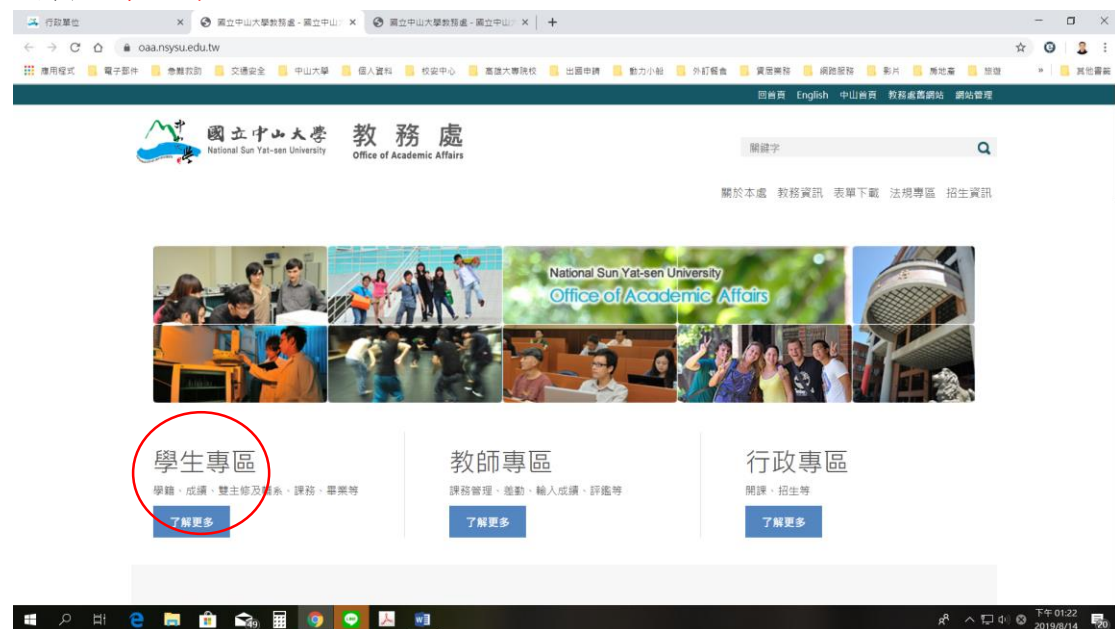 行政單位
國立中山大學教務處 - 國立中山
國立中山大學教務處 - 國立中山
oaa.nsysu.edu.tw
應用程式 電子郵件 急難救助 交通安全 中山大學 個人資料 校安中心 高雄大專院校 出國申請 動力小船 外訂餐盒 賃居業務 網路服務 影片 房地產 旅遊 » 其他書籤
回首頁 English 中山首頁 教務處舊網站 網站管理
國立中山大學 教務處
National Sun Yat-sen University Office of Academic Affairs
關鍵字
關於本處 教務資訊 表單下載 法規專區 招生資訊
National Sun Yat-sen University
Office of Academic Affairs
學生專區 教師專區 行政專區
學籍、成績、雙主修及輔系、課務、畢業等 課務管理、差勤、輸入成績、評鑑等 開課、招生等
了解更多 了解更多 了解更多
49
下午 01:22
2019/8/14
20